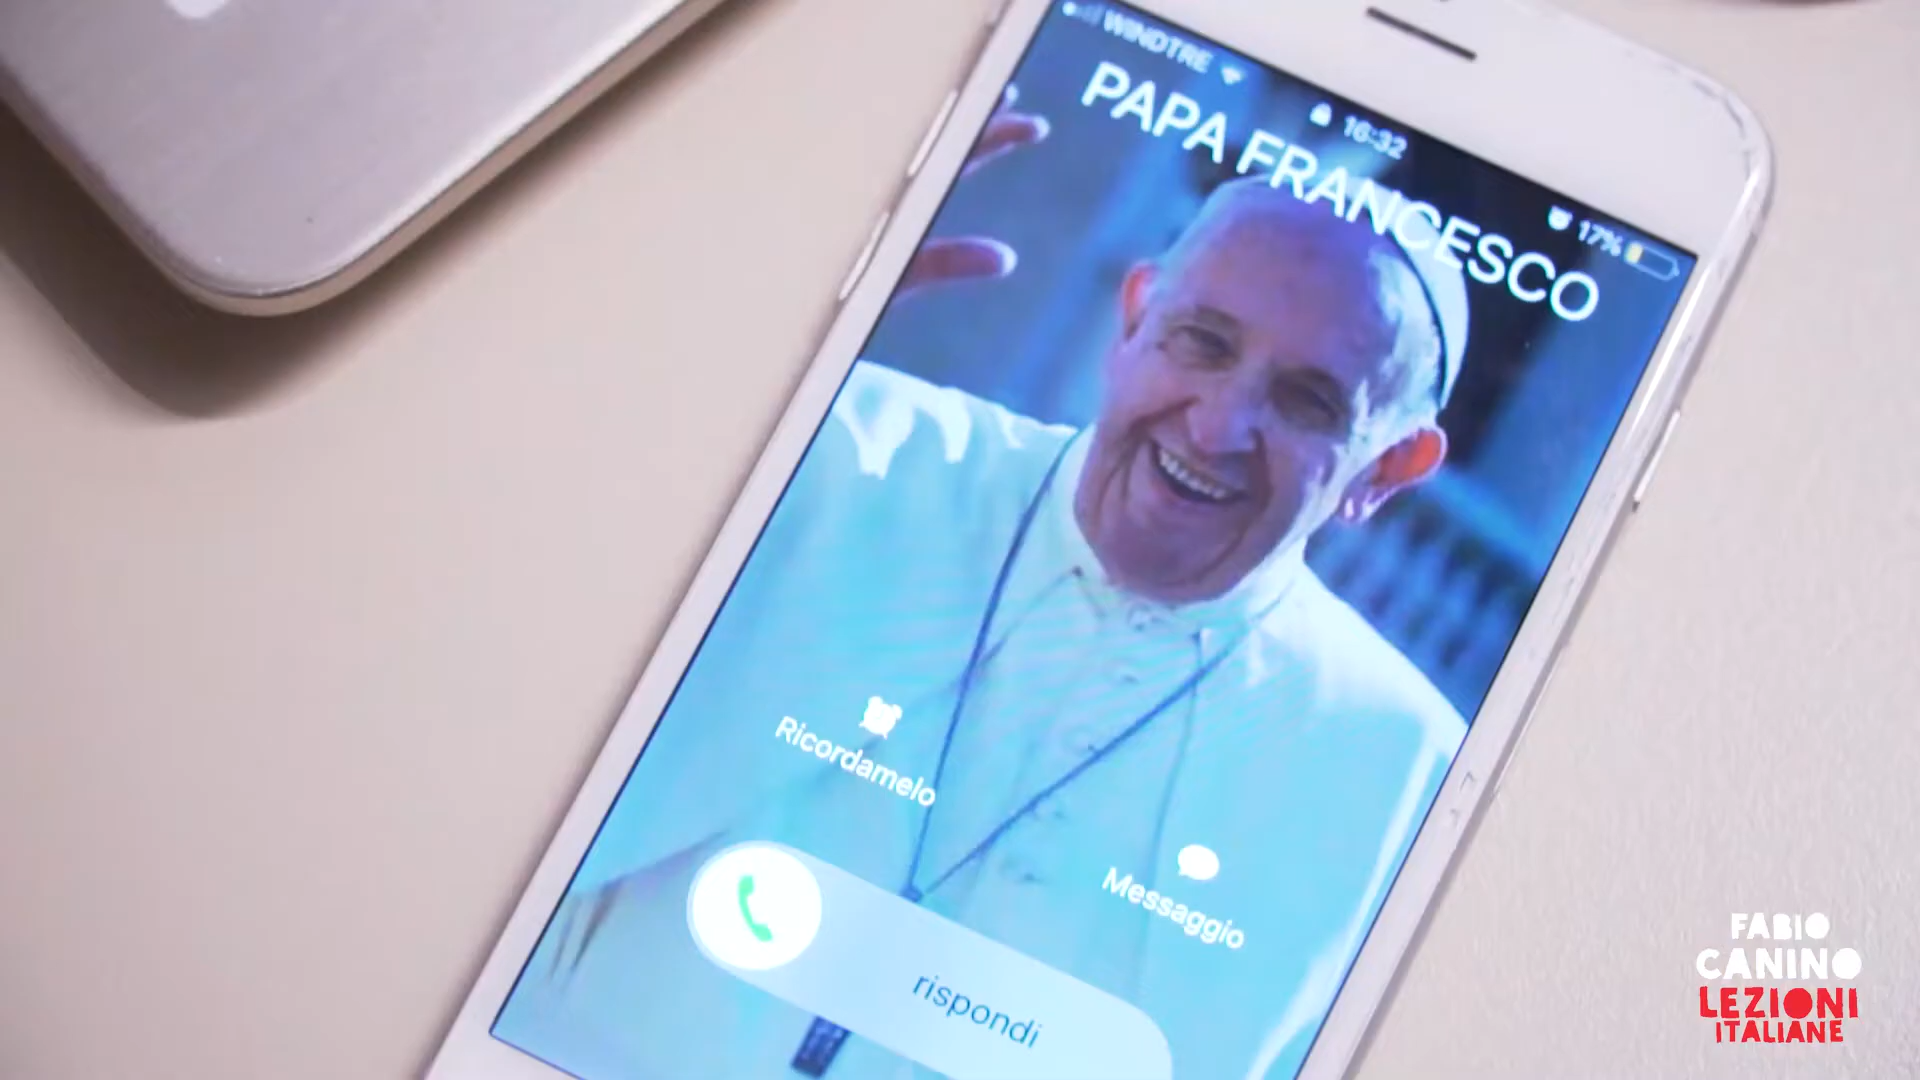 WINDTRE
16:32
17%
PAPA FRANCESCO
Ricordamelo
Messaggio
rispondi
FABIO
CANINO
LEZIONI
ITALIANE